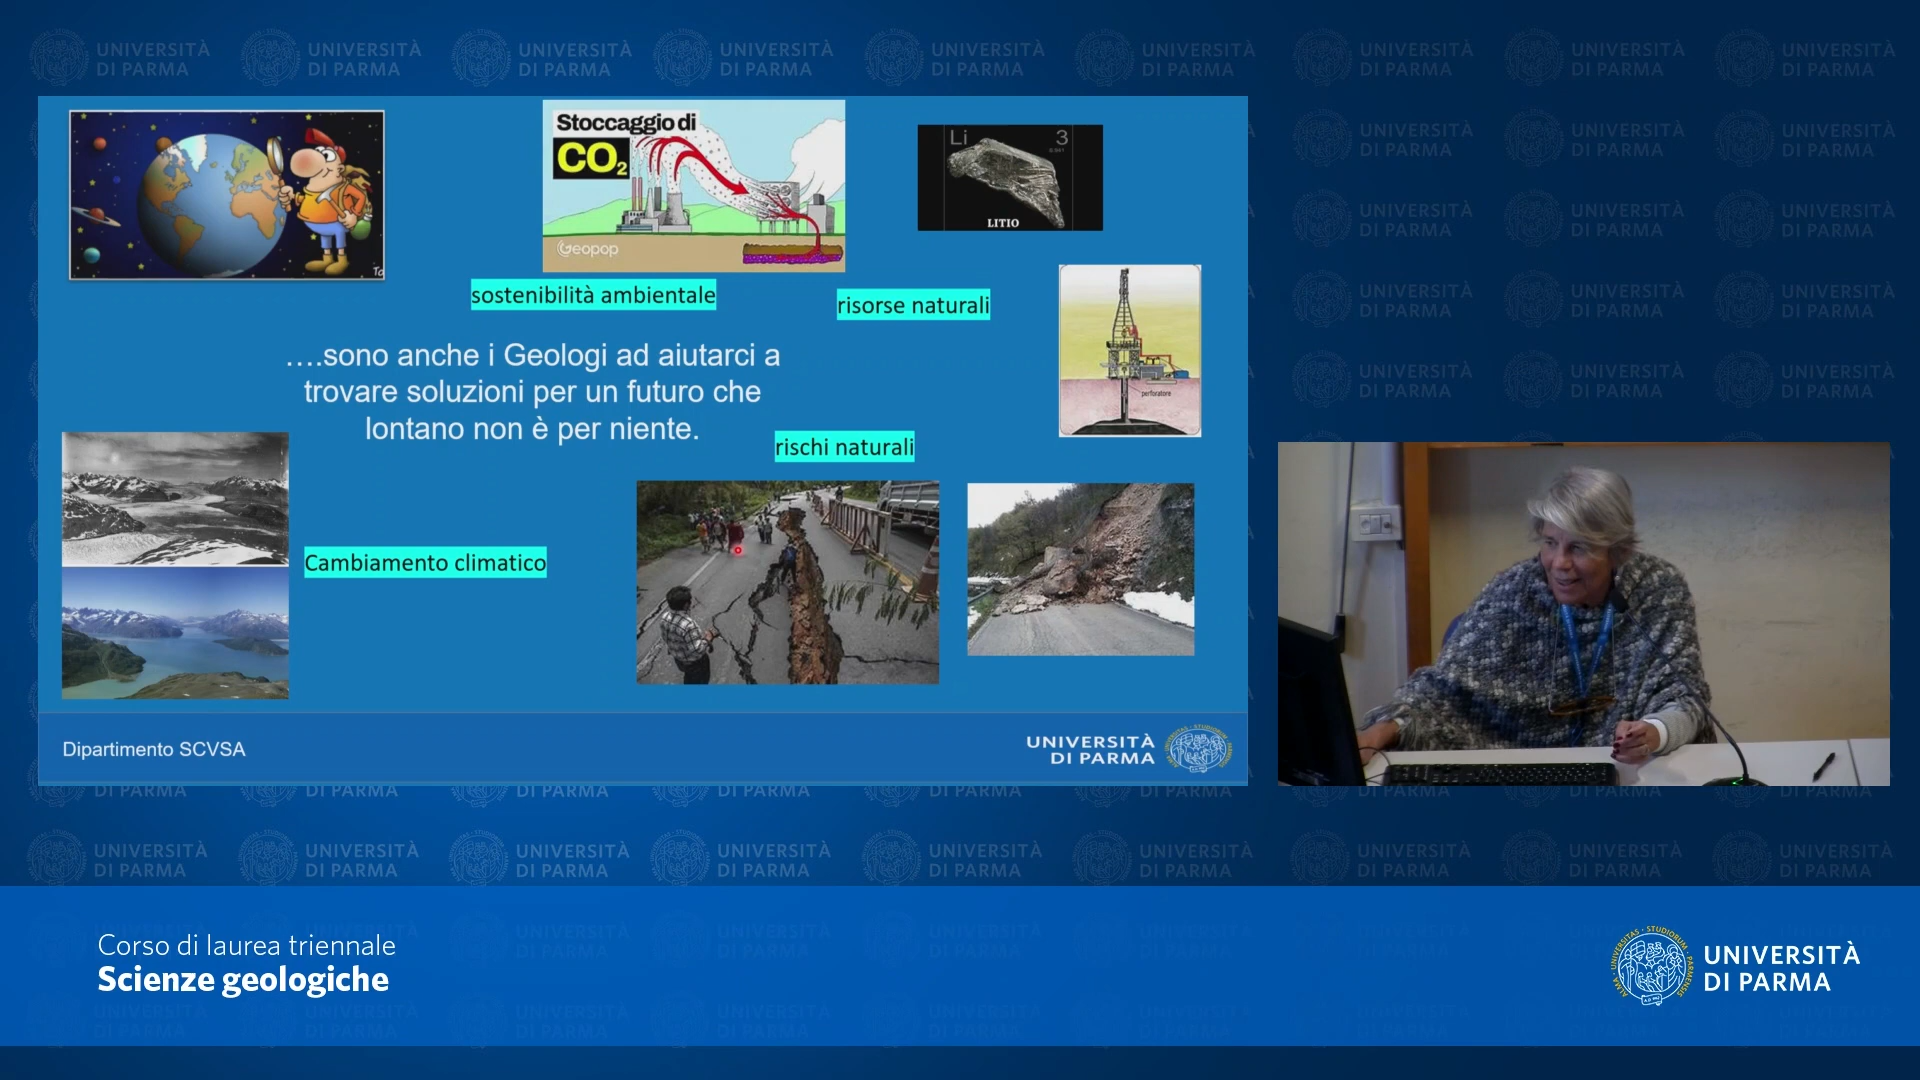 Stoccaggio di
CO₂
Geopop
Li 3
LITIO
sostenibilità ambientale
risorse naturali
perforatore
....sono anche i Geologi ad aiutarci a
trovare soluzioni per un futuro che
lontano non è per niente.
rischi naturali
Cambiamento climatico
Dipartimento SCVSA
UNIVERSITÀ
DI PARMA
Corso di laurea triennale
Scienze geologiche
UNIVERSITÀ
DI PARMA